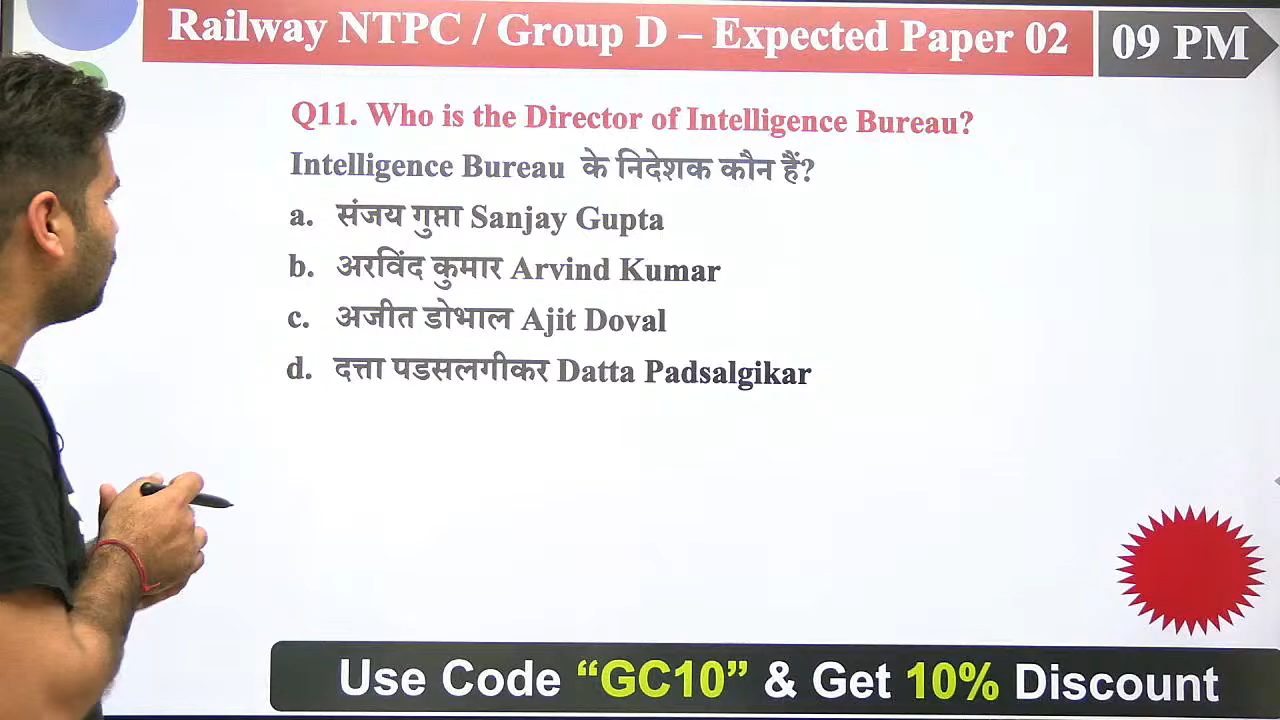 Railway NTPC / Group D – Expected Paper 02
09 PM
Q11. Who is the Director of Intelligence Bureau?
Intelligence Bureau के निदेशक कौन हैं?
a. संजय गुप्ता Sanjay Gupta
b. अरविंद कुमार Arvind Kumar
c. अजीत डोभाल Ajit Doval
d. दत्ता पडसलगीकर Datta Padsalgikar
Use Code “GC10” & Get 10% Discount